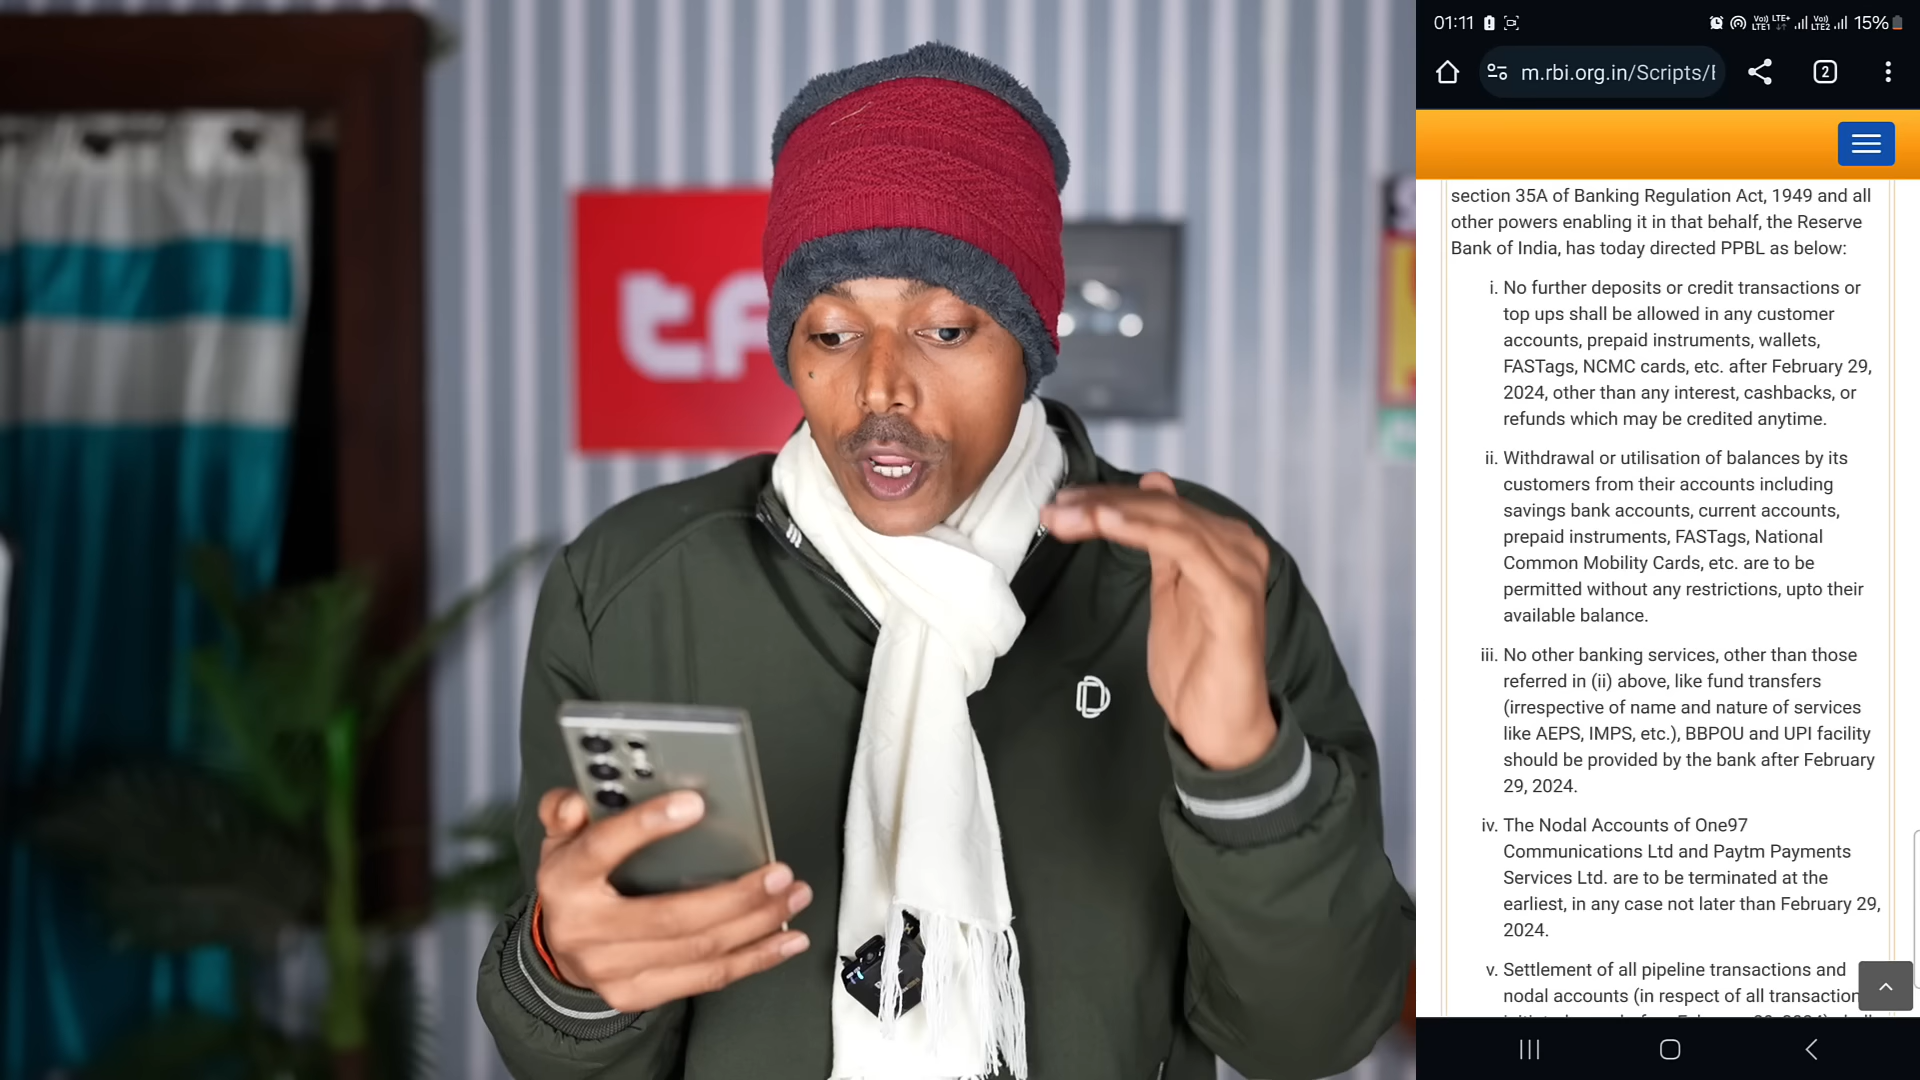 t.F
01:11
VoD LTE+
LTE1
VoD
LTE2
15%
m.rbi.org.in/Scripts/
2
section 35A of Banking Regulation Act, 1949 and all
other powers enabling it in that behalf, the Reserve
Bank of India, has today directed PPBL as below:
i. No further deposits or credit transactions or
top ups shall be allowed in any customer
accounts, prepaid instruments, wallets,
FASTags, NCMC cards, etc. after February 29,
2024, other than any interest, cashbacks, or
refunds which may be credited anytime.
ii. Withdrawal or utilisation of balances by its
customers from their accounts including
savings bank accounts, current accounts,
prepaid instruments, FASTags, National
Common Mobility Cards, etc. are to be
permitted without any restrictions, upto their
available balance.
iii. No other banking services, other than those
referred in (ii) above, like fund transfers
(irrespective of name and nature of services
like AEPS, IMPS, etc.), BBPOU and UPI facility
should be provided by the bank after February
29, 2024.
iv. The Nodal Accounts of One97
Communications Ltd and Paytm Payments
Services Ltd. are to be terminated at the
earliest, in any case not later than February 29,
2024.
v. Settlement of all pipeline transactions and
nodal accounts (in respect of all transaction